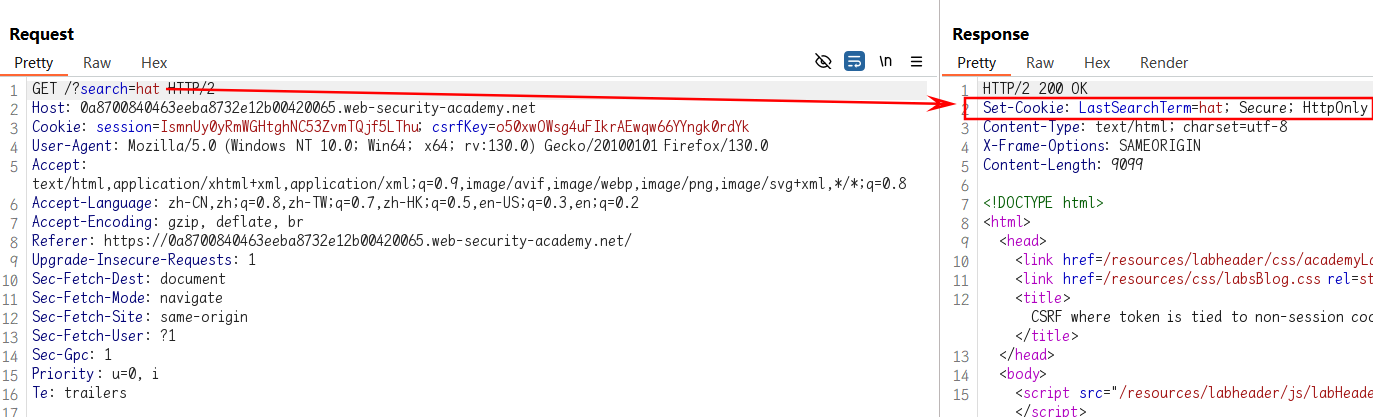 Request
Pretty Raw Hex
\n
1 GET /?search=hat HTTP/2
2 Host: 0a8700840463eeba8732e12b00420065.web-security-academy.net
3 Cookie: session=IsmnUy0yRmWGHtghNC53ZvmTQjf5LThu; csrfKey=o50xwOWsg4uFIkrAEwqw66YYngk0rdYk
4 User-Agent: Mozilla/5.0 (Windows NT 10.0; Win64; x64; rv:130.0) Gecko/20100101 Firefox/130.0
5 Accept:
text/html,application/xhtml+xml,application/xml;q=0.9,image/avif,image/webp,image/png,image/svg+xml,*/*;q=0.8
6 Accept-Language: zh-CN,zh;q=0.8,zh-TW;q=0.7,zh-HK;q=0.5,en-US;q=0.3,en;q=0.2
7 Accept-Encoding: gzip, deflate, br
8 Referer: https://0a8700840463eeba8732e12b00420065.web-security-academy.net/
9 Upgrade-Insecure-Requests: 1
10 Sec-Fetch-Dest: document
11 Sec-Fetch-Mode: navigate
12 Sec-Fetch-Site: same-origin
13 Sec-Fetch-User: ?1
14 Sec-Gpc: 1
15 Priority: u=0, i
16 Te: trailers
17
Response
Pretty Raw Hex Render
1 HTTP/2 200 OK
2 Set-Cookie: LastSearchTerm=hat; Secure; HttpOnly
3 Content-Type: text/html; charset=utf-8
4 X-Frame-Options: SAMEORIGIN
5 Content-Length: 9099
6
7 <!DOCTYPE html>
8 <html>
9 <head>
10 <link href=/resources/labheader/css/academyLa
11 <link href=/resources/css/labsBlog.css rel=st
12 <title>
CSRF where token is tied to non-session coo
</title>
13 </head>
14 <body>
15 <script src="/resources/labheader/js/labHeade
</script>